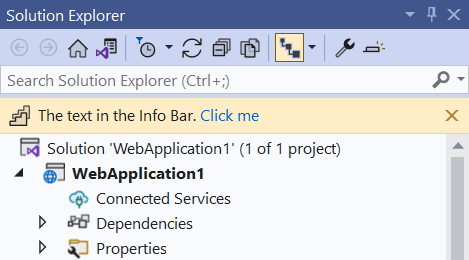 Solution Explorer
Search Solution Explorer (Ctrl+;)
The text in the Info Bar. Click me
Solution 'WebApplication1' (1 of 1 project)
WebApplication1
Connected Services
Dependencies
Properties